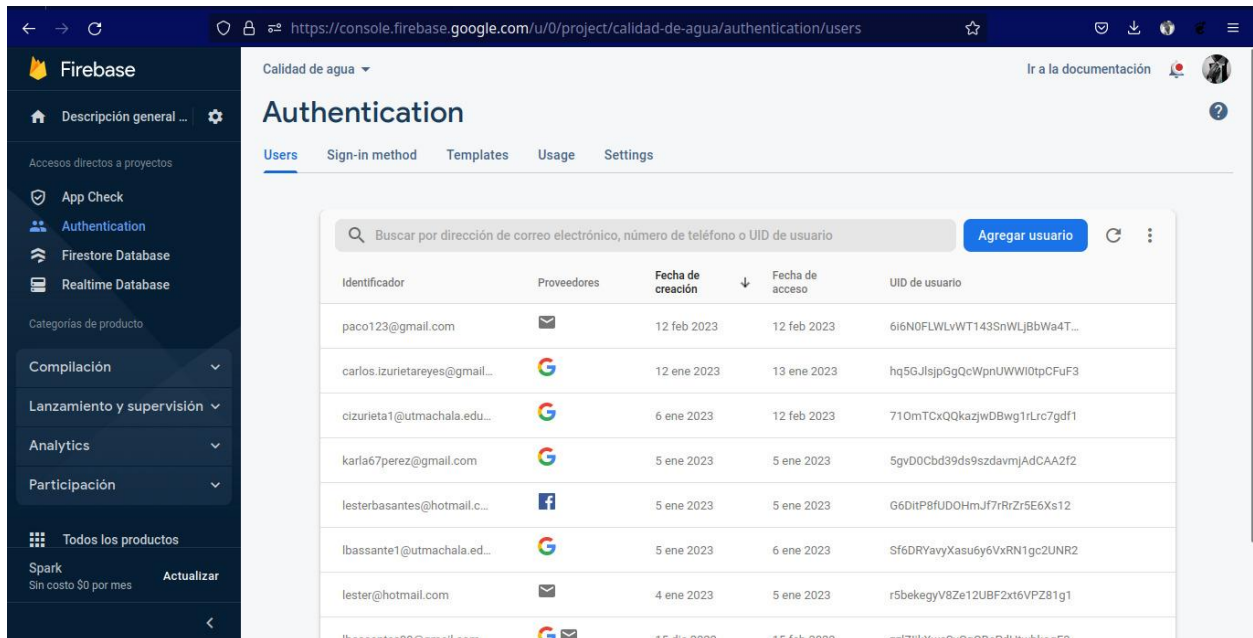 https://console.firebase.google.com/u/0/project/calidad-de-agua/authentication/users
Firebase
Calidad de agua
Ir a la documentación
Descripción general ...
Authentication
Users Sign-in method Templates Usage Settings
Accesos directos a proyectos
App Check
Authentication
Firestore Database
Realtime Database
Categorías de producto
Compilación
Lanzamiento y supervisión
Analytics
Participación
Todos los productos
Spark
Sin costo $0 por mes
Actualizar
Buscar por dirección de correo electrónico, número de teléfono o UID de usuario
Agregar usuario
Identificador Proveedores Fecha de creación Fecha de acceso UID de usuario
paco123@gmail.com 12 feb 2023 12 feb 2023 6i6N0FLWLvWT143SnWLjBbWa4T...
carlos.izurietareyes@gmail... 12 ene 2023 13 ene 2023 hq5GJlsjpGgQcWpnUWWI0tpCFuF3
cizurieta1@utmachala.edu... 6 ene 2023 12 feb 2023 71OmTCxQQkazjwDBwg1rLrc7gdf1
karla67perez@gmail.com 5 ene 2023 5 ene 2023 5gvD0Cbd39ds9szdavmjAdCAA2f2
lesterbasantes@hotmail.c... 5 ene 2023 5 ene 2023 G6DitP8fUDOHmJf7rRrZr5E6Xs12
lbassante1@utmachala.ed... 5 ene 2023 6 ene 2023 Sf6DRYavyXasu6y6VxRN1gc2UNR2
lester@hotmail.com 4 ene 2023 5 ene 2023 r5bekegyV8Ze12UBF2xt6VPZ81g1